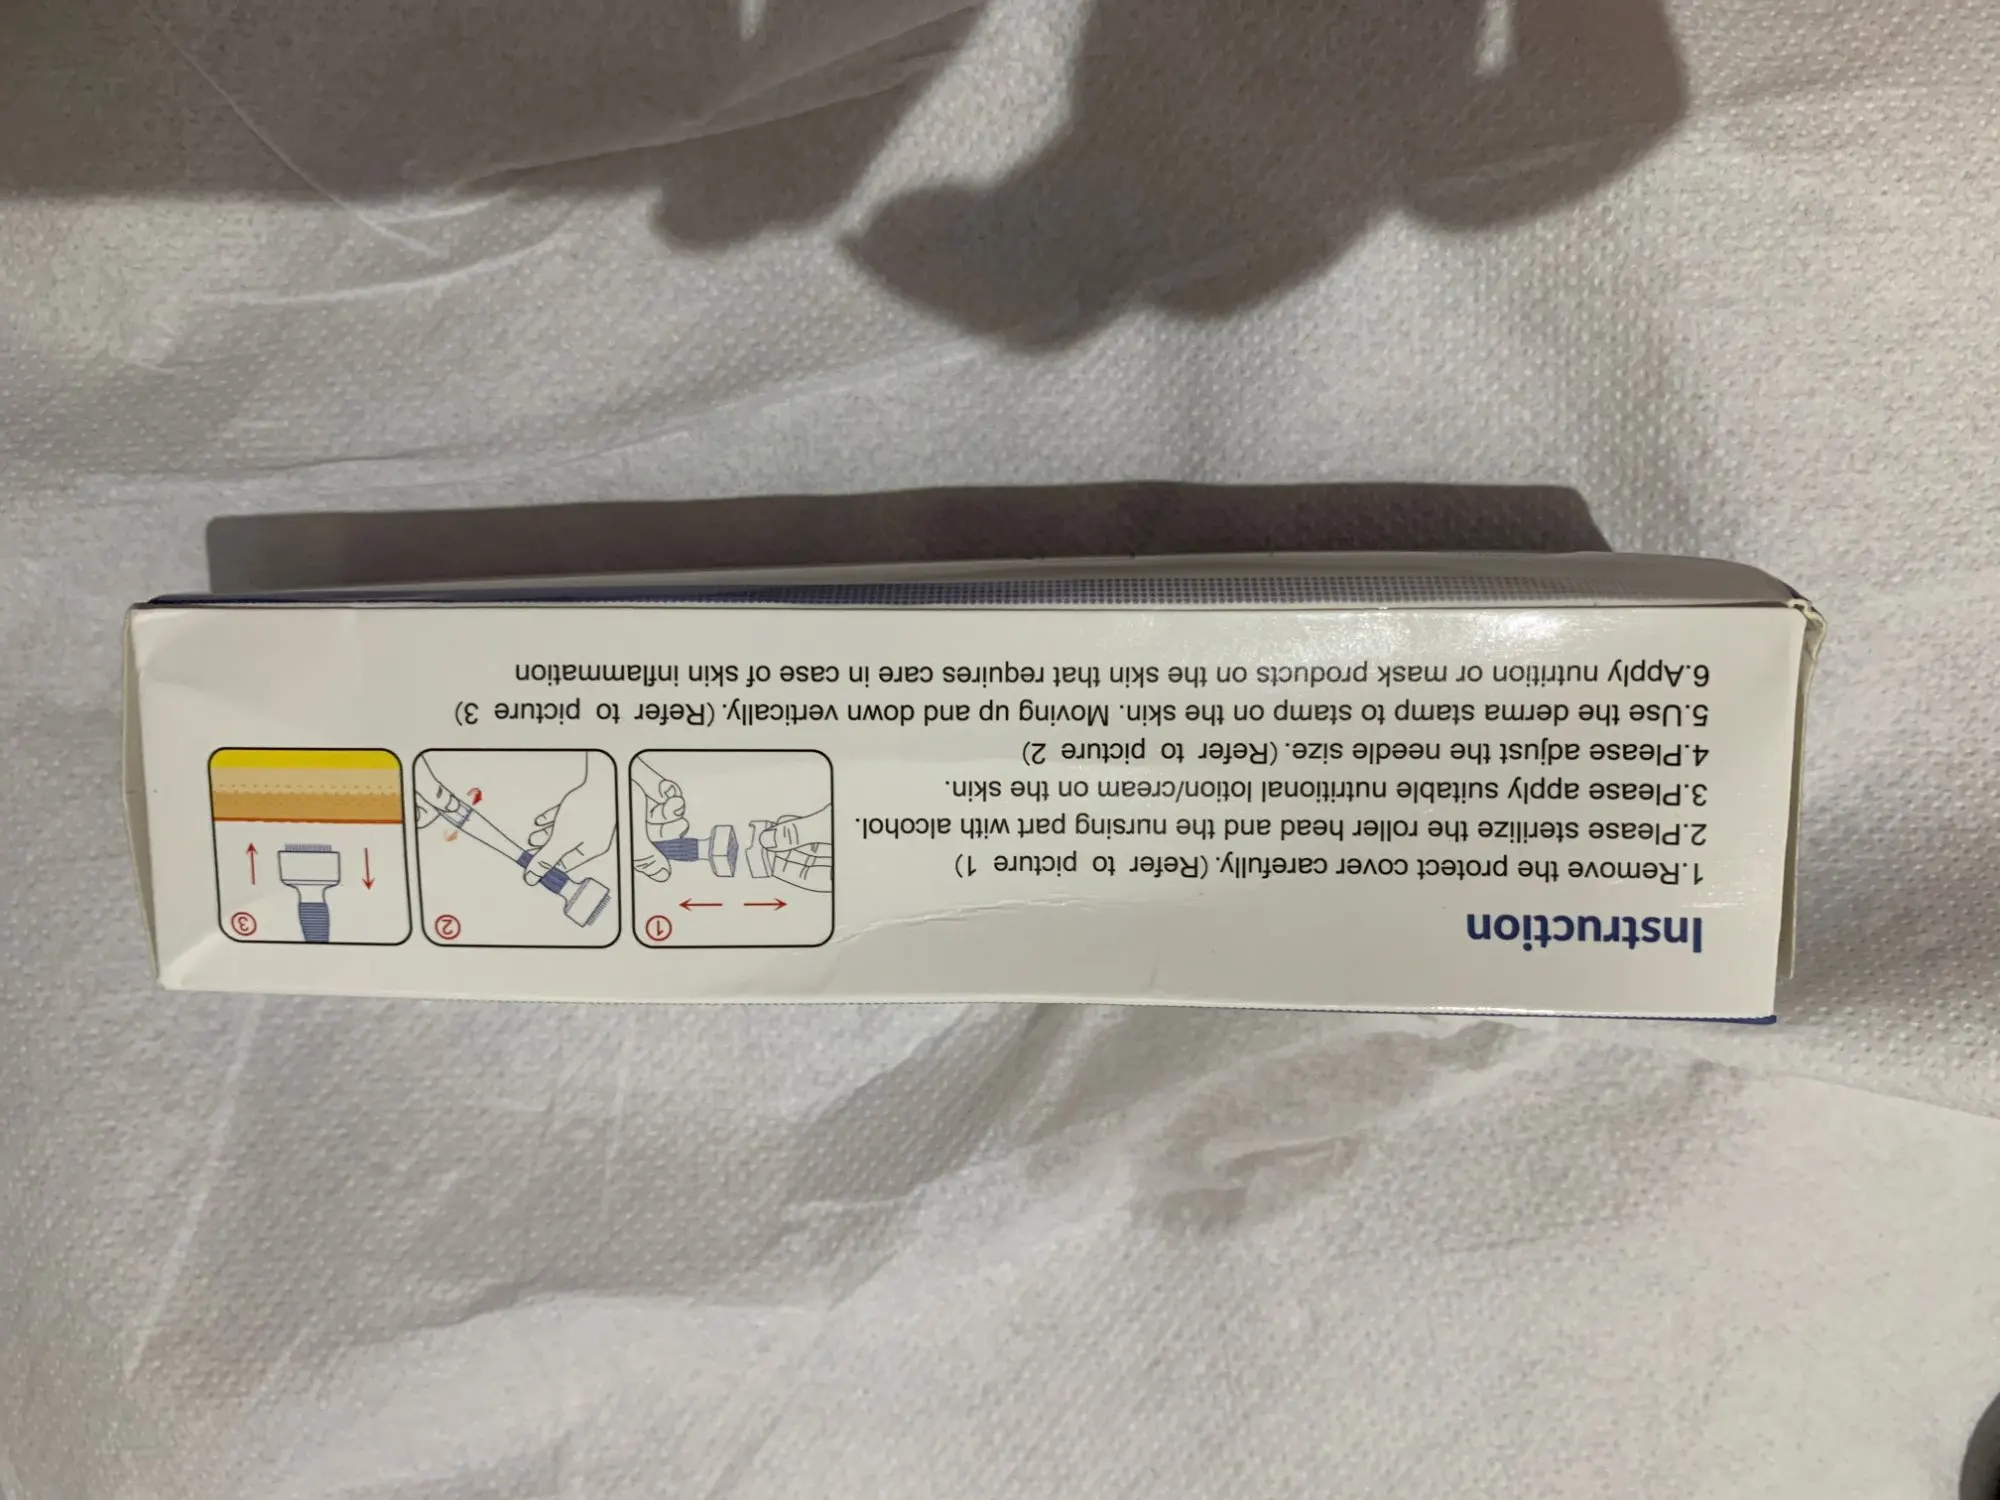 Instruction
1.Remove the protect cover carefully. (Refer to picture 1)
2.Please sterilize the roller head and the nursing part with alcohol.
3.Please apply suitable nutritional lotion/cream on the skin.
4.Please adjust the needle size. (Refer to picture 2)
5.Use the derma stamp to stamp on the skin. Moving up and down vertically. (Refer to picture 3)
6.Apply nutrition or mask products on the skin that requires care in case of skin inflammation
1
2
3